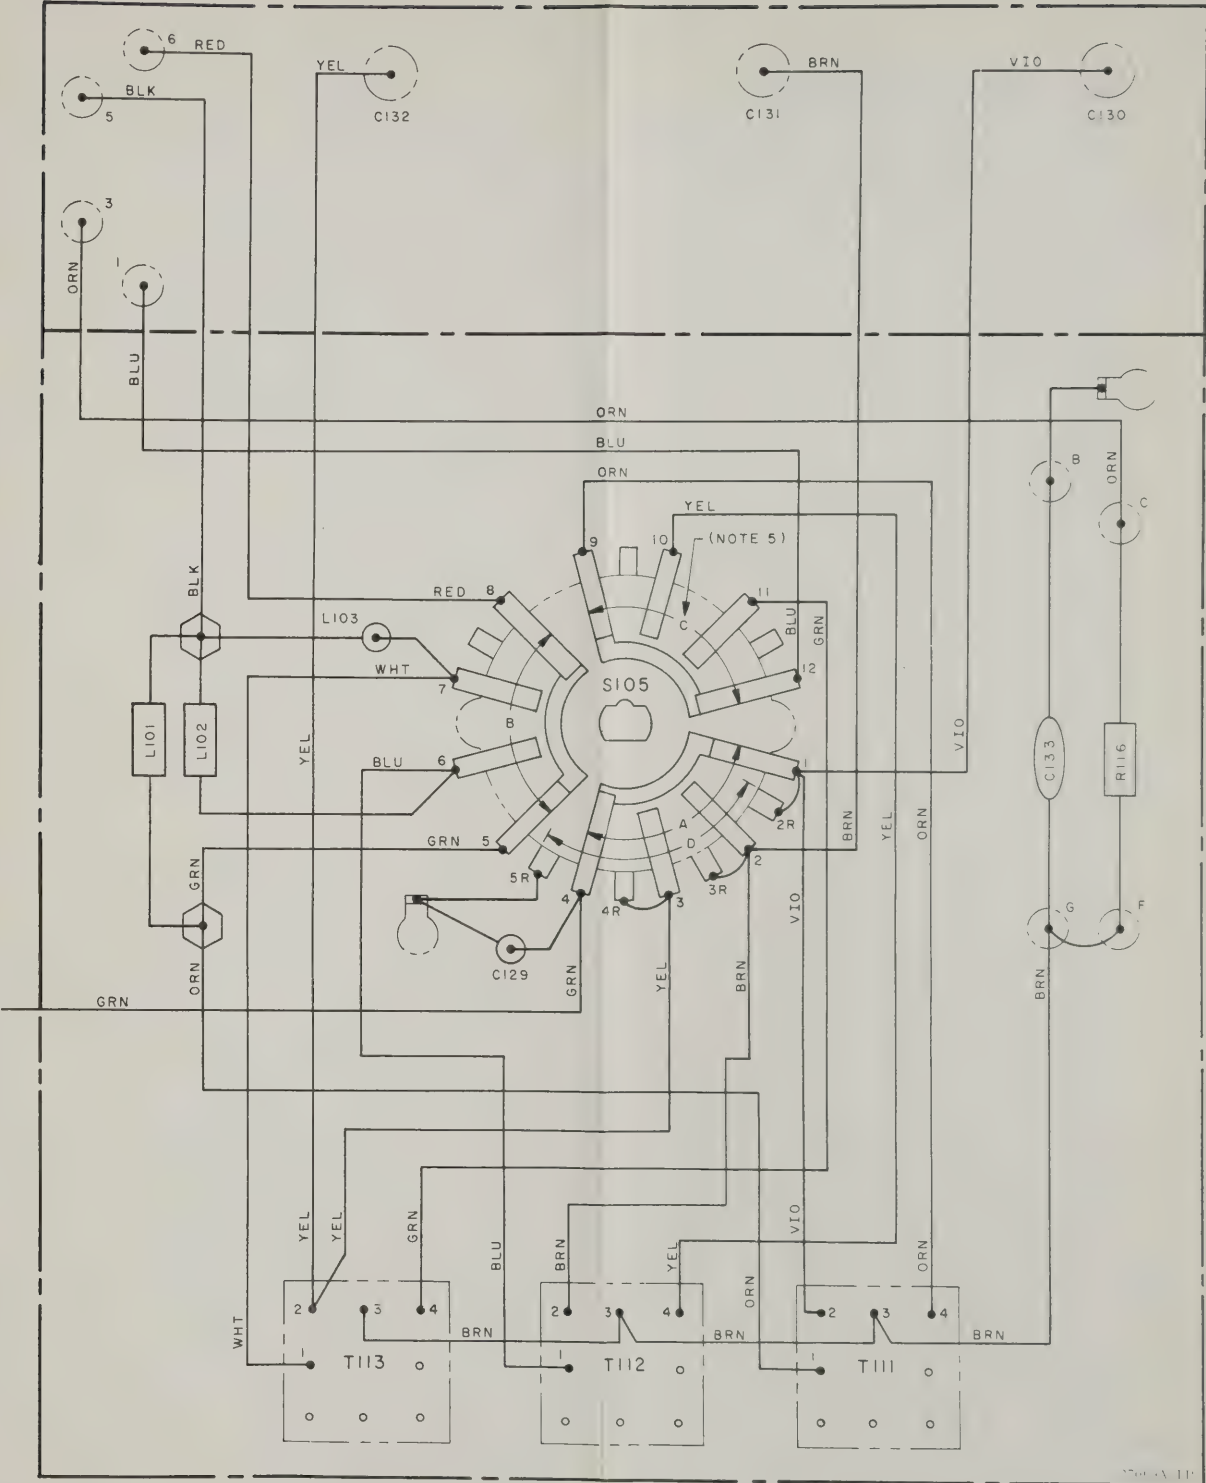 6 RED
YEL
BRN
VIO
BLK
5
C132
C131
C130
3
ORN
1
BLU
ORN
BLU
ORN
B
ORN
C
YEL
9
10
(NOTE 5)
BLK
RED 8
11
L103
C
BLU
GRN
WHT
7
12
S105
B
L101
L102
YEL
VIO
C133
R116
BLU 6
1
A
D
2R
BRN
YEL
ORN
GRN 5
2
5R
3R
GRN
4
4R
3
VIO
G
F
C129
ORN
GRN
YEL
BRN
BRN
GRN
YEL
YEL
GRN
BLU
BRN
YEL
ORN
VIO
ORN
2
3
4
2
3
4
2
3
4
WHT
BRN
BRN
BRN
1
T113
1
T112
1
T111